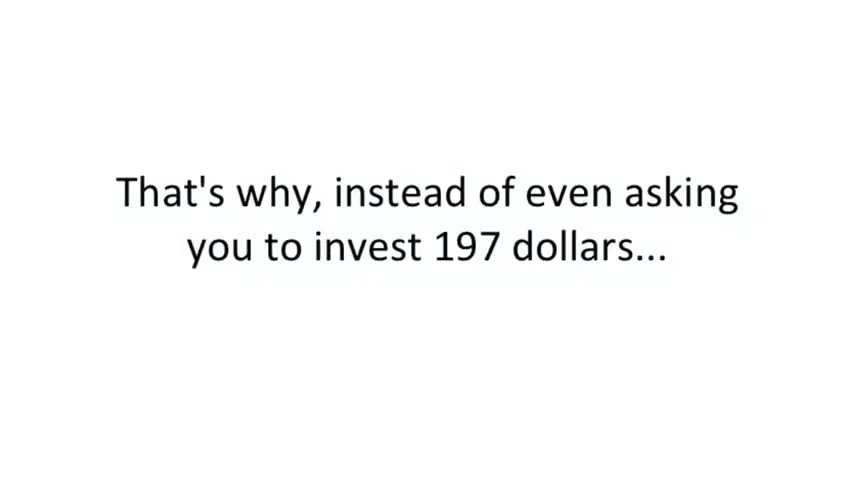 That's why, instead of even asking
you to invest 197 dollars...